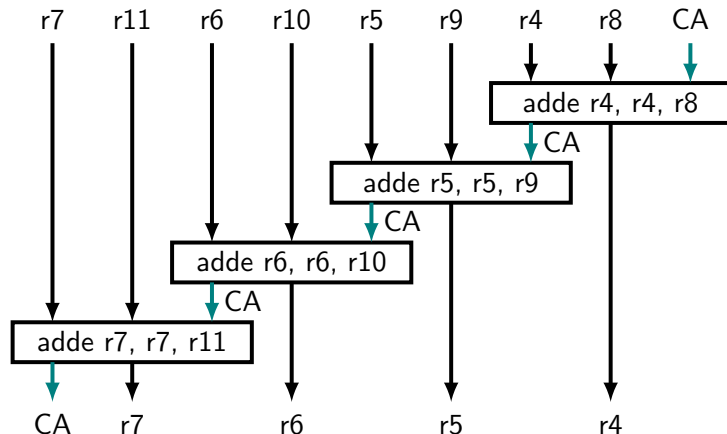 r7 r11 r6 r10 r5 r9 r4 r8 CA
adde r4, r4, r8
CA
adde r5, r5, r9
CA
adde r6, r6, r10
CA
adde r7, r7, r11
CA r7 r6 r5 r4